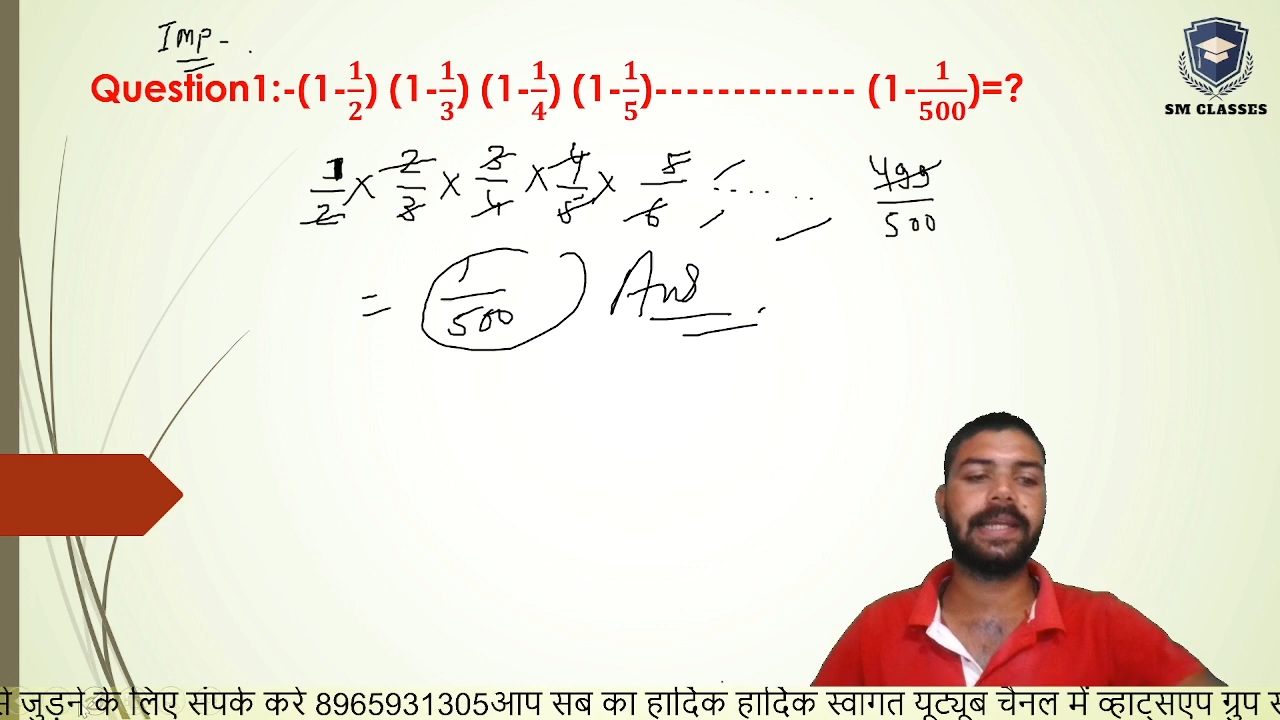 Imp -
Question1:-(1-1/2) (1-1/3) (1-1/4) (1-1/5)------------- (1-1/500)=?
SM CLASSES
1/2 × 2/3 × 3/4 × 4/5 × 5/6 ........ 499/500
= 1/500 Ans
से जुड़ने के लिए संपर्क करें 8965931305आप सब का हार्दिक हार्दिक स्वागत यूट्यूब चैनल में व्हाट्सएप ग्रुप